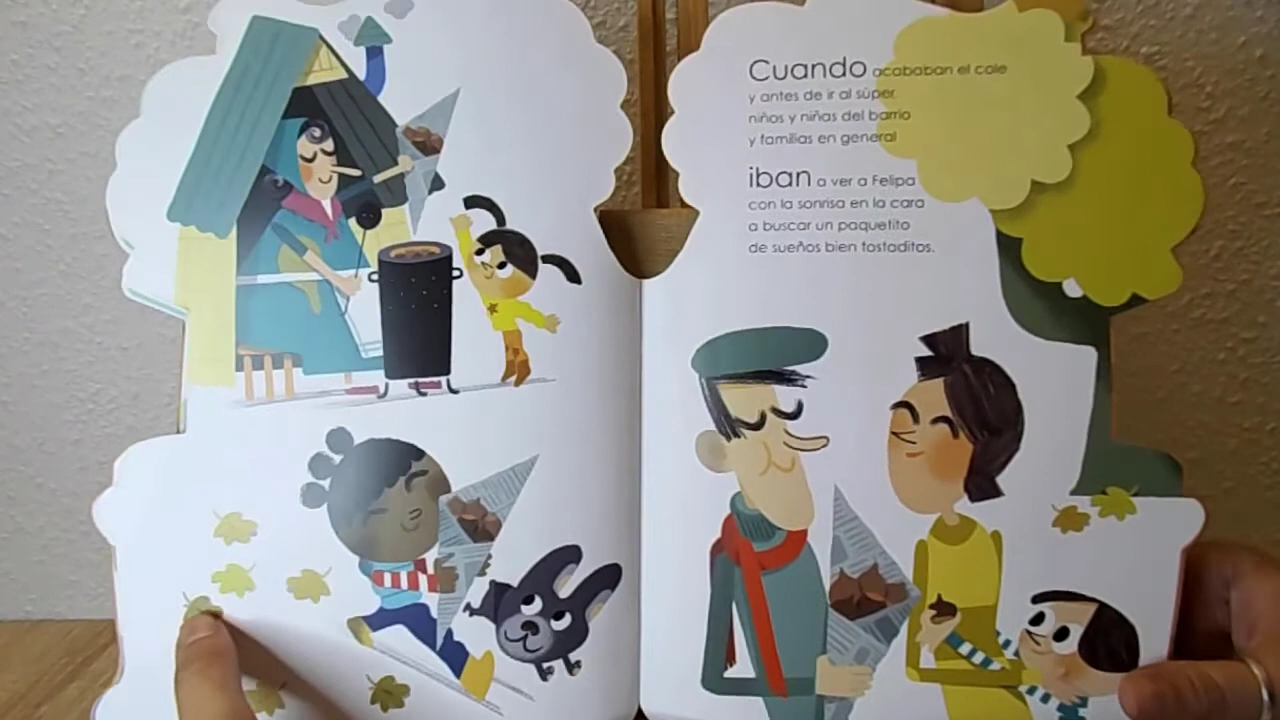 Cuando acababan el cole
y antes de ir al súper
niños y niñas del barrio
y familias en general
iban a ver a Felipa
con la sonrisa en la cara
a buscar un paquetito
de sueños bien tostaditos.